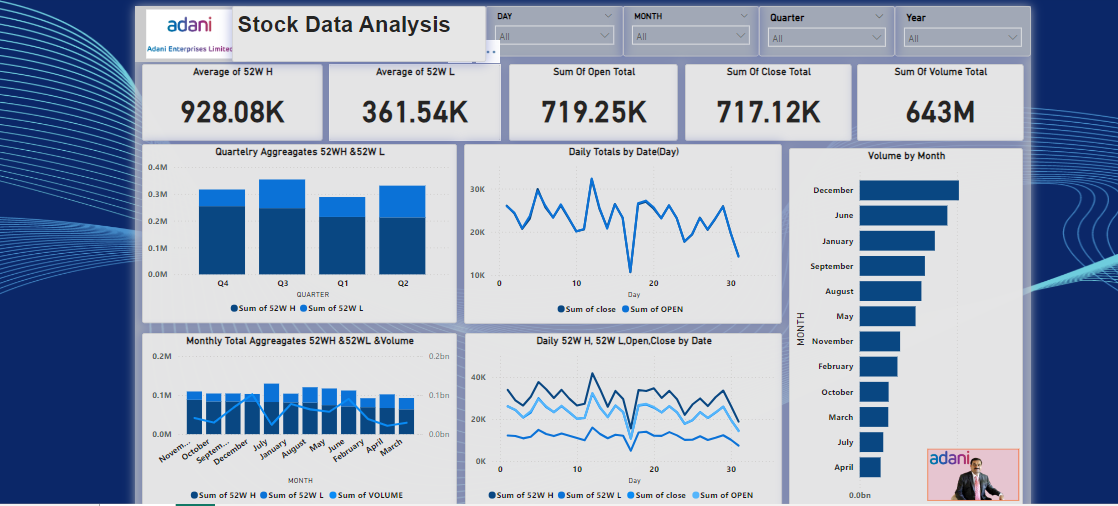 adani
Adani Enterprises Limited
Stock Data Analysis
DAY
All
MONTH
All
Quarter
All
Year
All
Average of 52W H
928.08K
Average of 52W L
361.54K
Sum Of Open Total
719.25K
Sum Of Close Total
717.12K
Sum Of Volume Total
643M
Quartelry Aggreagates 52WH &52W L
0.4M
0.3M
0.2M
0.1M
0.0M
Q4 Q3 Q1 Q2
QUARTER
Sum of 52W H Sum of 52W L
Daily Totals by Date(Day)
30K
20K
10K
0 10 20 30
Day
Sum of close Sum of OPEN
Monthly Total Aggreagates 52WH &52WL &Volume
0.2M 0.2bn
0.1M 0.1bn
0.0M 0.0bn
Novem... October Septem... December July January August May June February April March
MONTH
Sum of 52W H Sum of 52W L Sum of VOLUME
Daily 52W H, 52W L,Open,Close by Date
40K
20K
0K
0 10 20 30
Day
Sum of 52W H Sum of 52W L Sum of close Sum of OPEN
Volume by Month
MONTH
December
June
January
September
August
May
November
February
October
March
July
April
0.0bn
adani